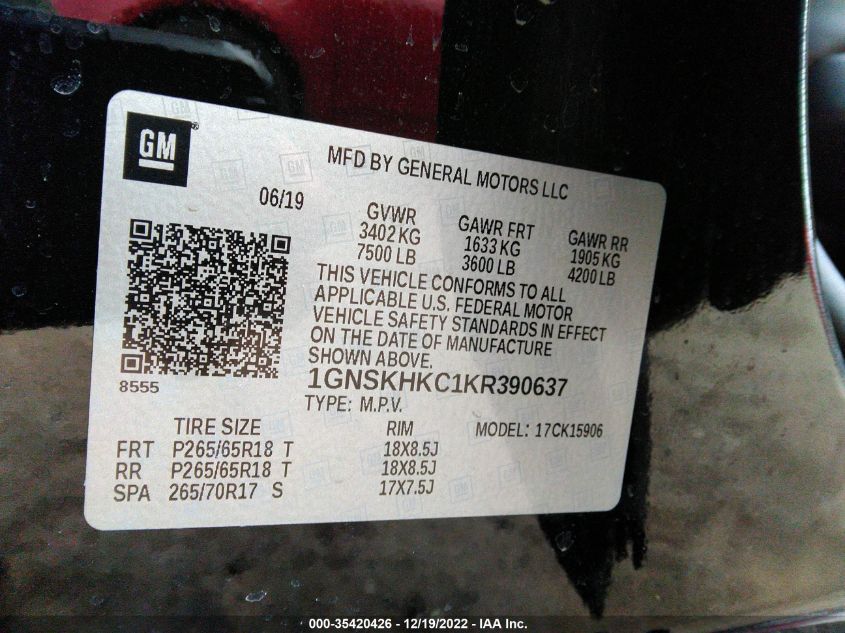 GM
MFD BY GENERAL MOTORS LLC
06/19
GVWR
3402 KG
7500 LB
GAWR FRT
1633 KG
3600 LB
GAWR RR
1905 KG
4200 LB
THIS VEHICLE CONFORMS TO ALL
APPLICABLE U.S. FEDERAL MOTOR
VEHICLE SAFETY STANDARDS IN EFFECT
ON THE DATE OF MANUFACTURE
SHOWN ABOVE.
8555
1GNSKHKC1KR390637
TYPE: M.P.V.
MODEL: 17CK15906
TIRE SIZE RIM
FRT P265/65R18 T 18X8.5J
RR P265/65R18 T 18X8.5J
SPA 265/70R17 S 17X7.5J
000-35420426 - 12/19/2022 - IAA Inc.